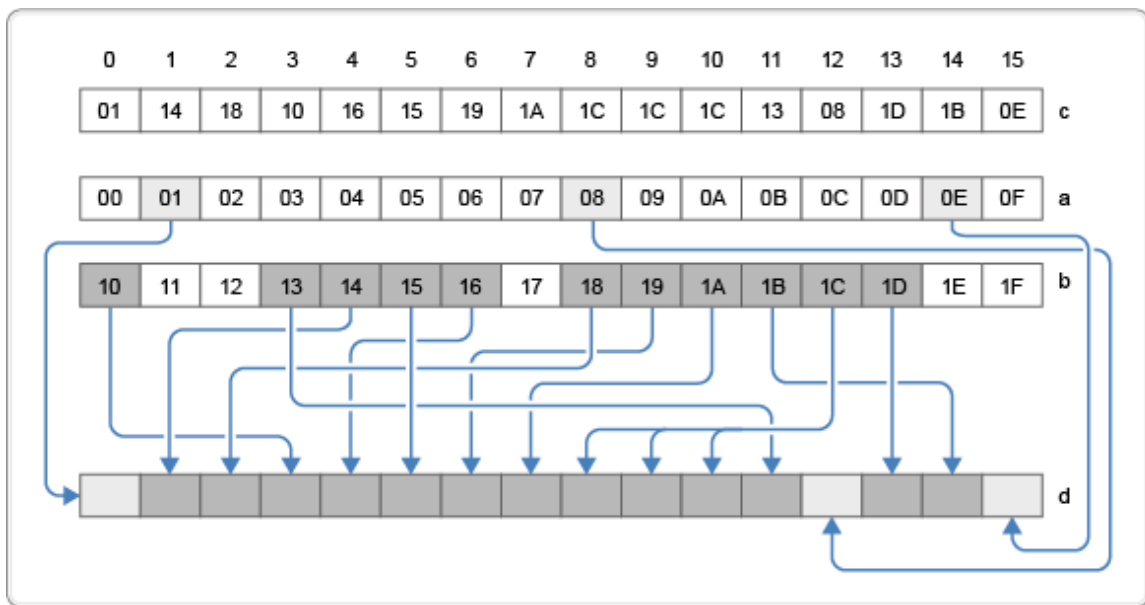 0 1 2 3 4 5 6 7 8 9 10 11 12 13 14 15
01 14 18 10 16 15 19 1A 1C 1C 1C 13 08 1D 1B 0E c
00 01 02 03 04 05 06 07 08 09 0A 0B 0C 0D 0E 0F a
10 11 12 13 14 15 16 17 18 19 1A 1B 1C 1D 1E 1F b
d